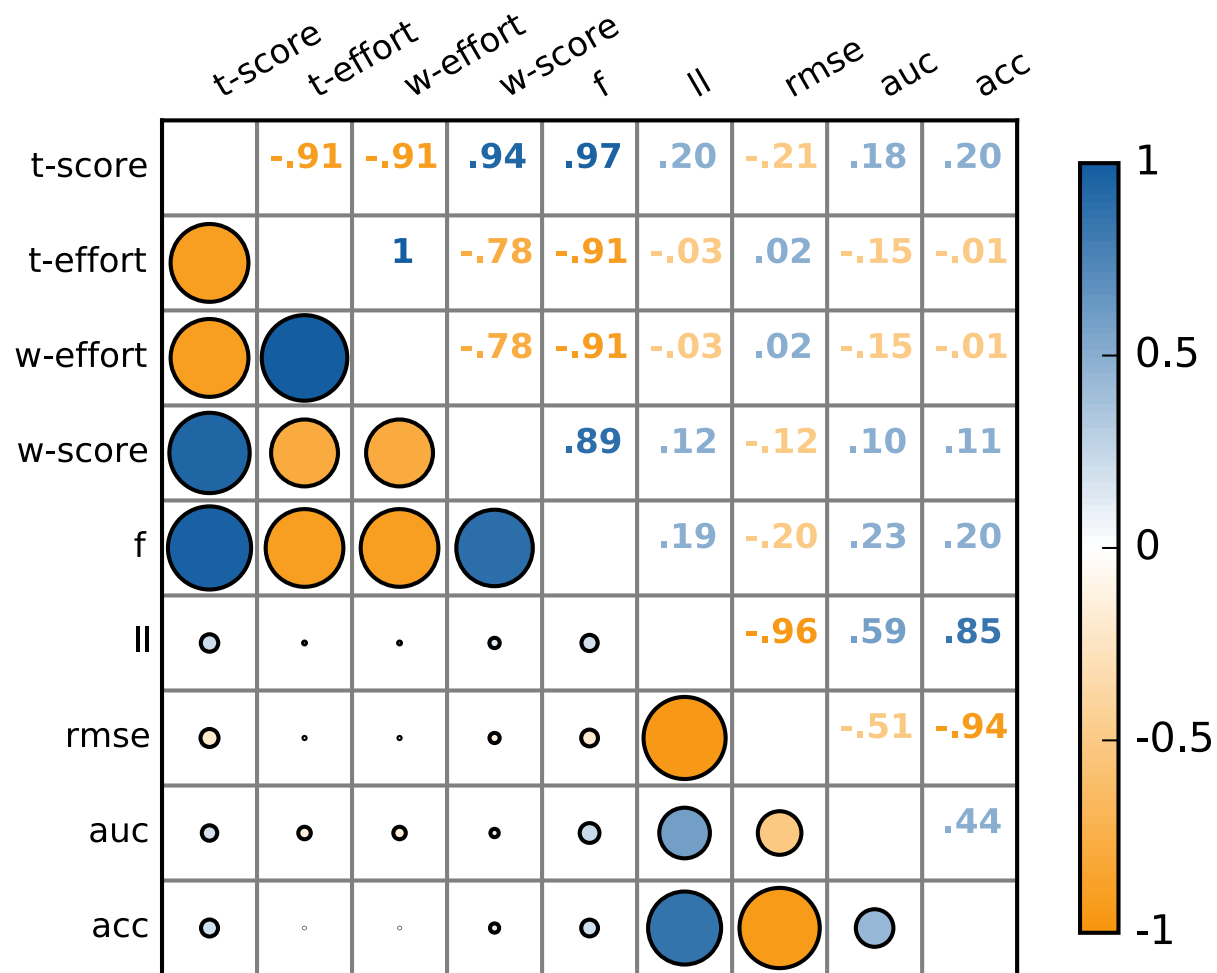 t-score t-effort w-effort w-score f ll rmse auc acc
t-score -.91 -.91 .94 .97 .20 -.21 .18 .20
t-effort 1 -.78 -.91 -.03 .02 -.15 -.01
w-effort -.78 -.91 -.03 .02 -.15 -.01
w-score .89 .12 -.12 .10 .11
f .19 -.20 .23 .20
ll -.96 .59 .85
rmse -.51 -.94
auc .44
acc
1
0.5
0
-0.5
-1